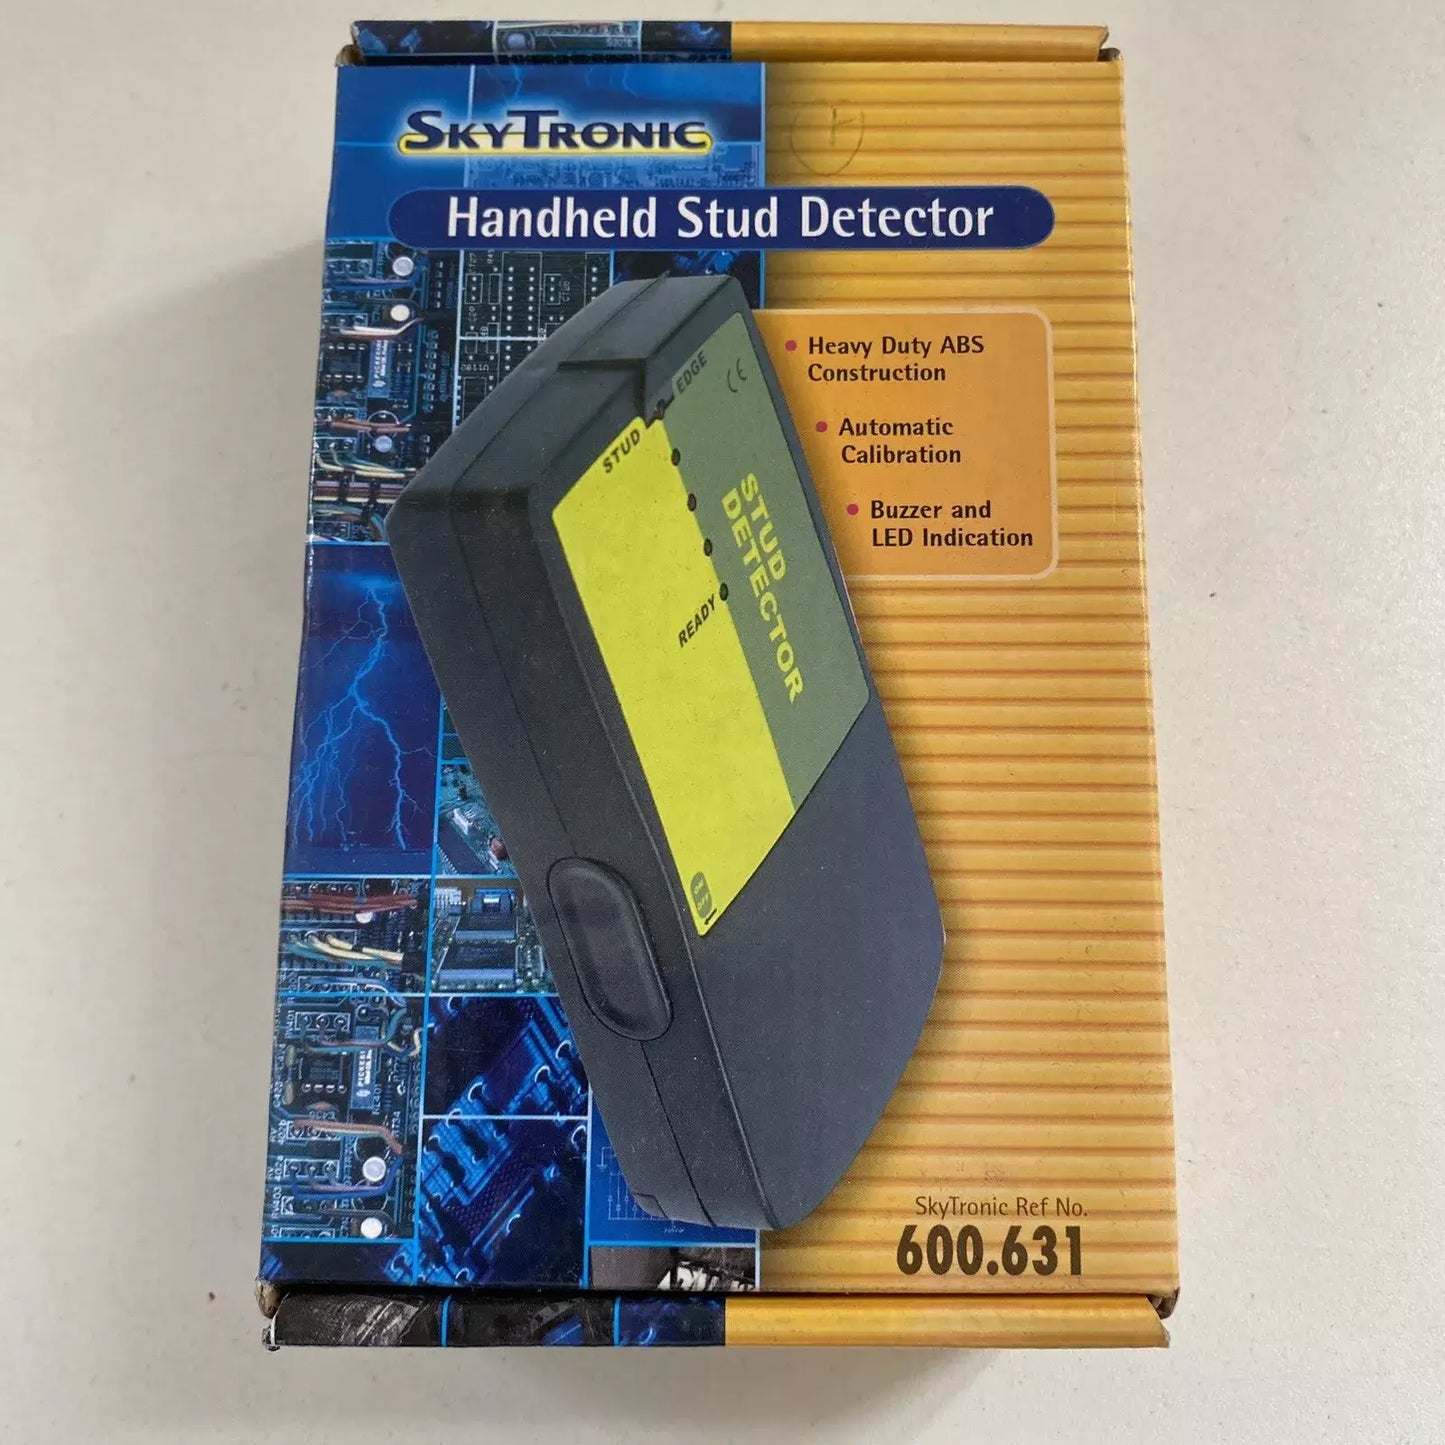 SKYTRONIC
Handheld Stud Detector
• Heavy Duty ABS
Construction
• Automatic
Calibration
• Buzzer and
LED Indication
EDGE
CE
STUD
STUD
DETECTOR
READY
SkyTronic Ref No.
600.631